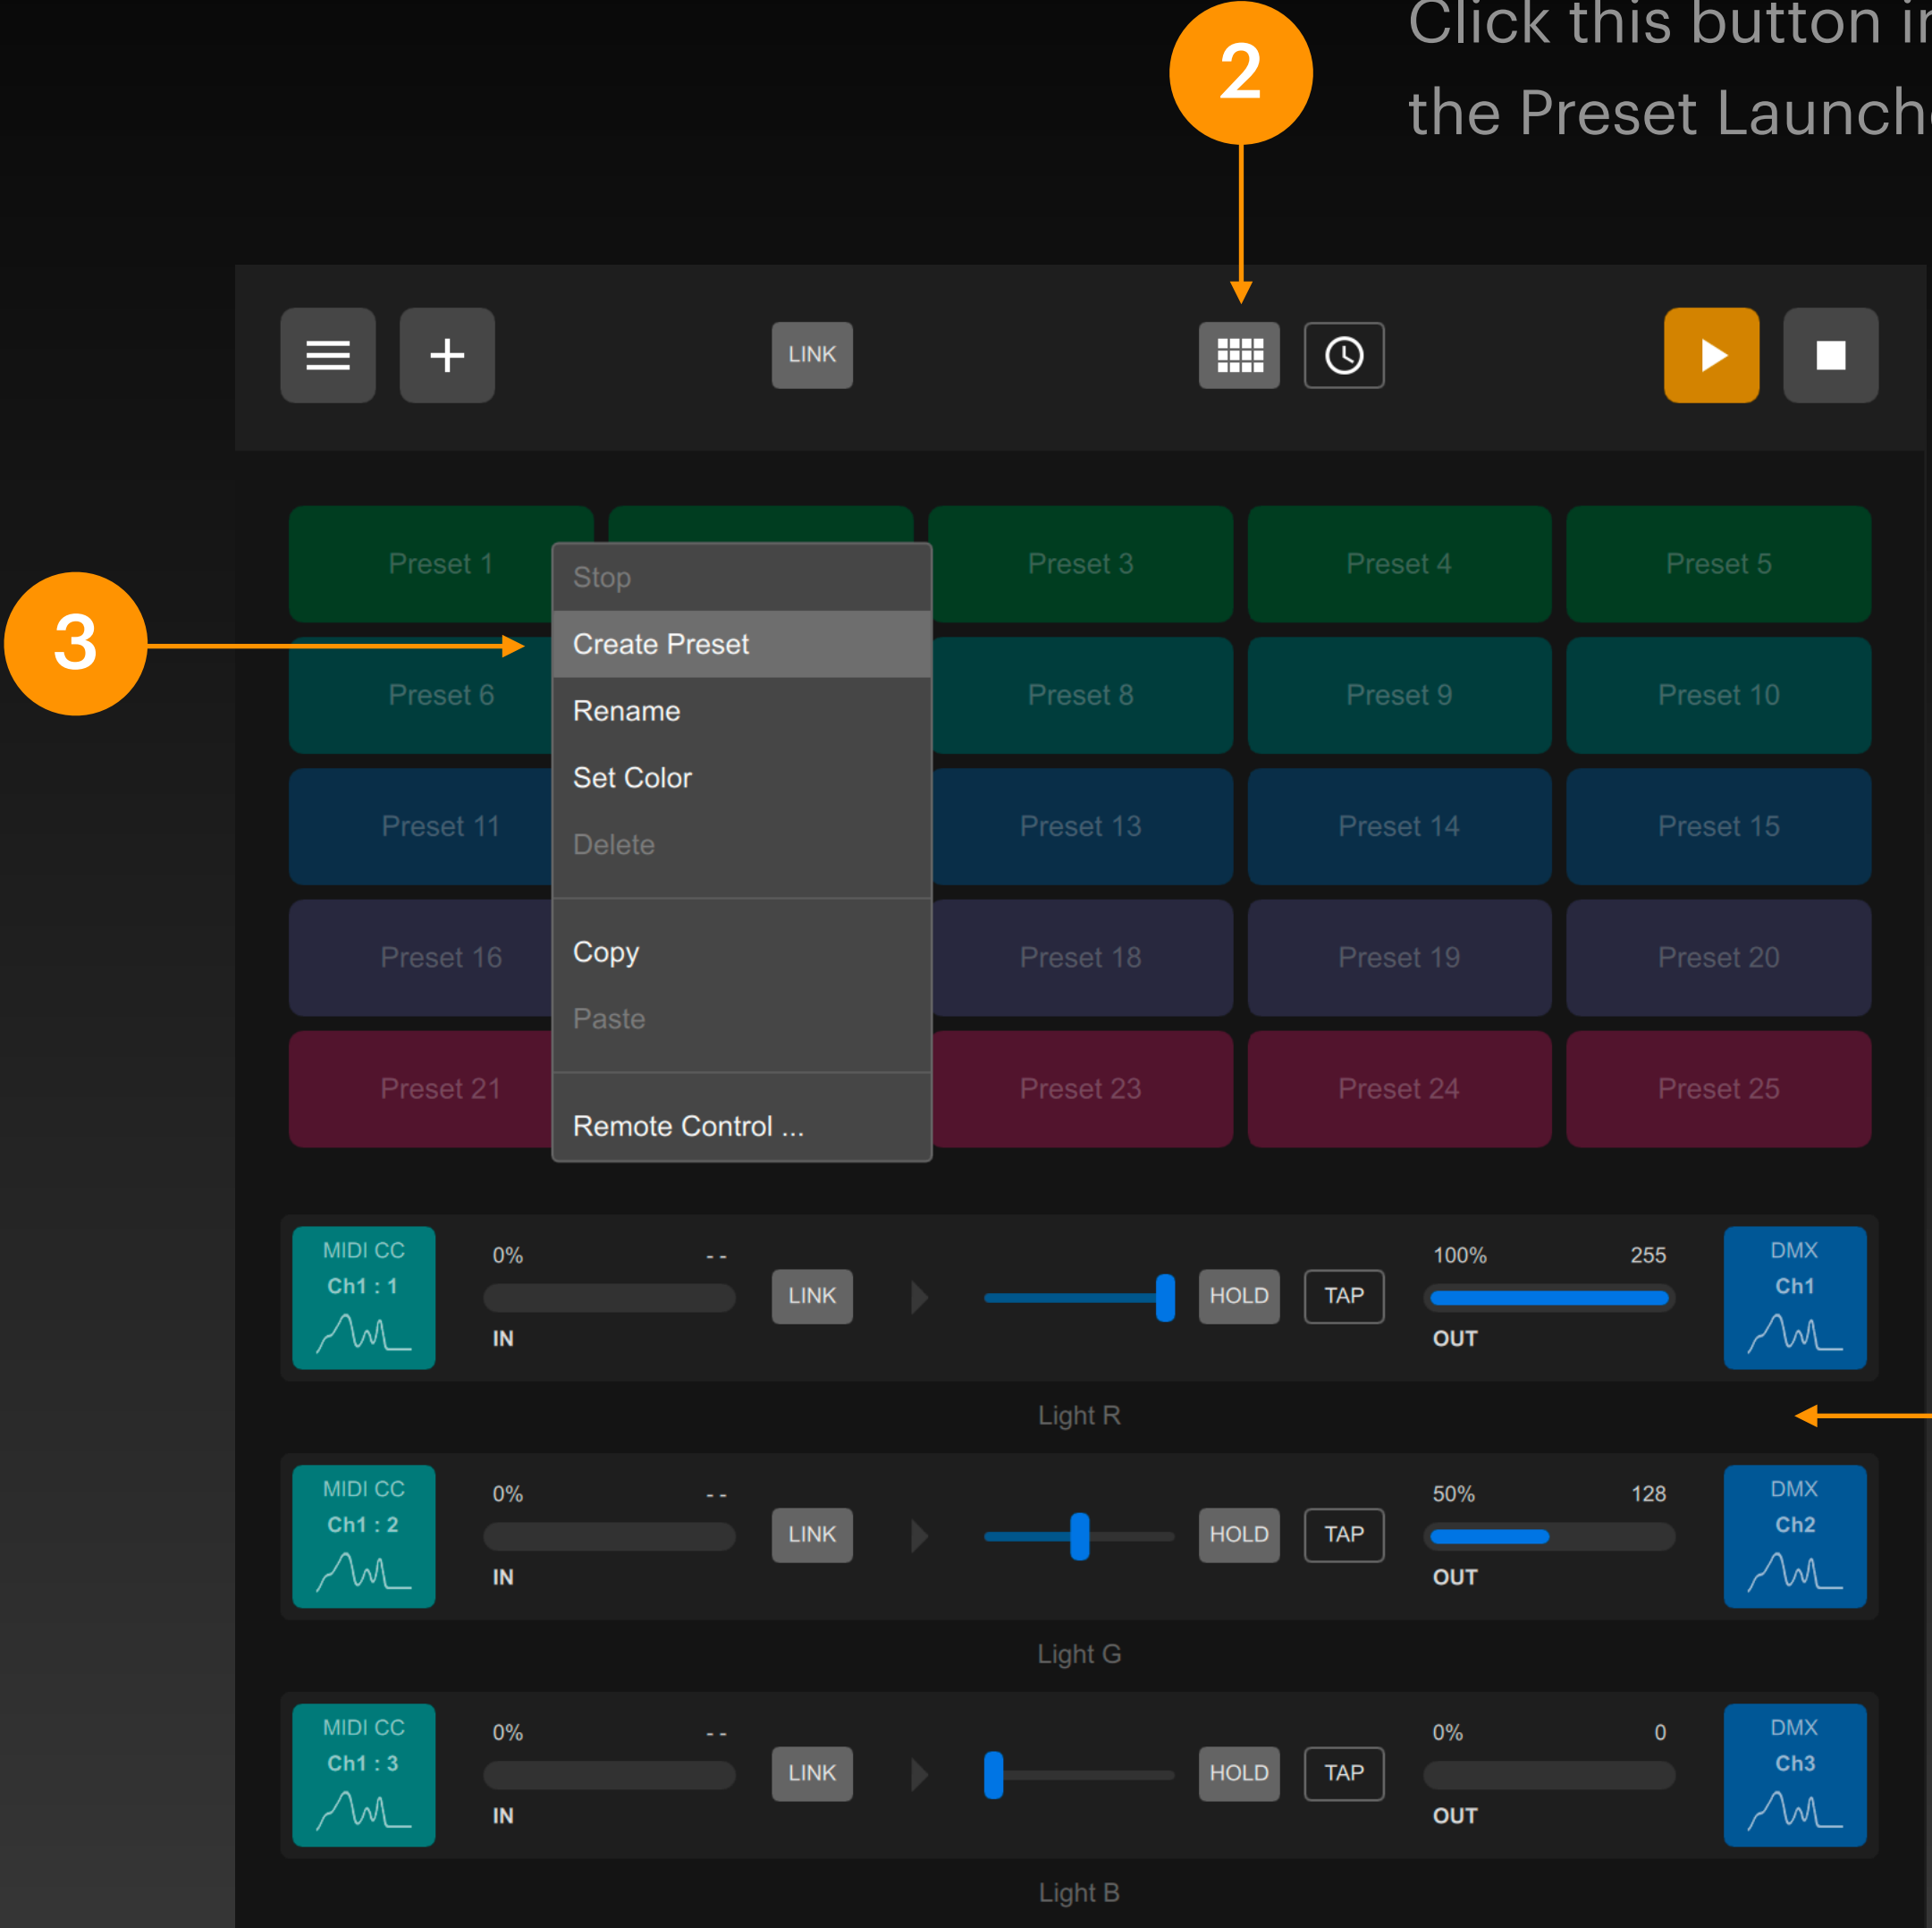 Click this button
the Preset
2
LINK
3
Preset 1
Preset 3
Preset 4
Preset 5
Preset 6
Preset 8
Preset 9
Preset 10
Preset 11
Preset 13
Preset 14
Preset 15
Preset 16
Preset 18
Preset 19
Preset 20
Preset 21
Preset 23
Preset 24
Preset 25
Stop
Create Preset
Rename
Set Color
Delete
Copy
Paste
Remote Control ...
MIDI CC
Ch1 : 1
0% - -
IN
LINK
HOLD
TAP
100% 255
OUT
DMX
Ch1
Light R
MIDI CC
Ch1 : 2
0% - -
IN
LINK
HOLD
TAP
50% 128
OUT
DMX
Ch2
Light G
MIDI CC
Ch1 : 3
0% - -
IN
LINK
HOLD
TAP
0% 0
OUT
DMX
Ch3
Light B